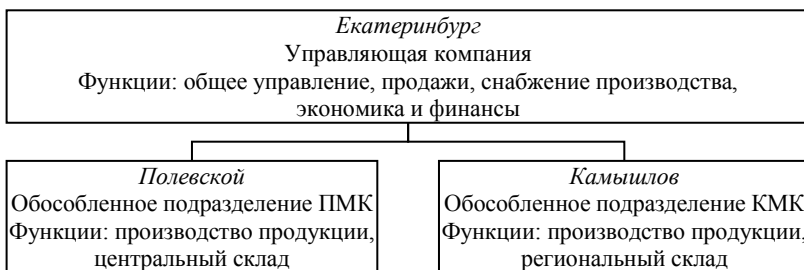 Екатеринбург
Управляющая компания
Функции: общее управление, продажи, снабжение производства,
экономика и финансы
Полевской
Обособленное подразделение ПМК
Функции: производство продукции,
центральный склад
Камышлов
Обособленное подразделение КМК
Функции: производство продукции,
региональный склад